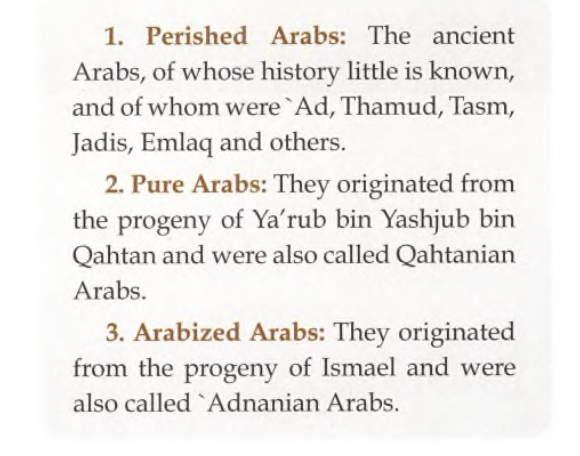 1. Perished Arabs: The ancient
Arabs, of whose history little is known,
and of whom were `Ad, Thamud, Tasm,
Jadis, Emlaq and others.
2. Pure Arabs: They originated from
the progeny of Ya’rub bin Yashjub bin
Qahtan and were also called Qahtanian
Arabs.
3. Arabized Arabs: They originated
from the progeny of Ismael and were
also called `Adnanian Arabs.